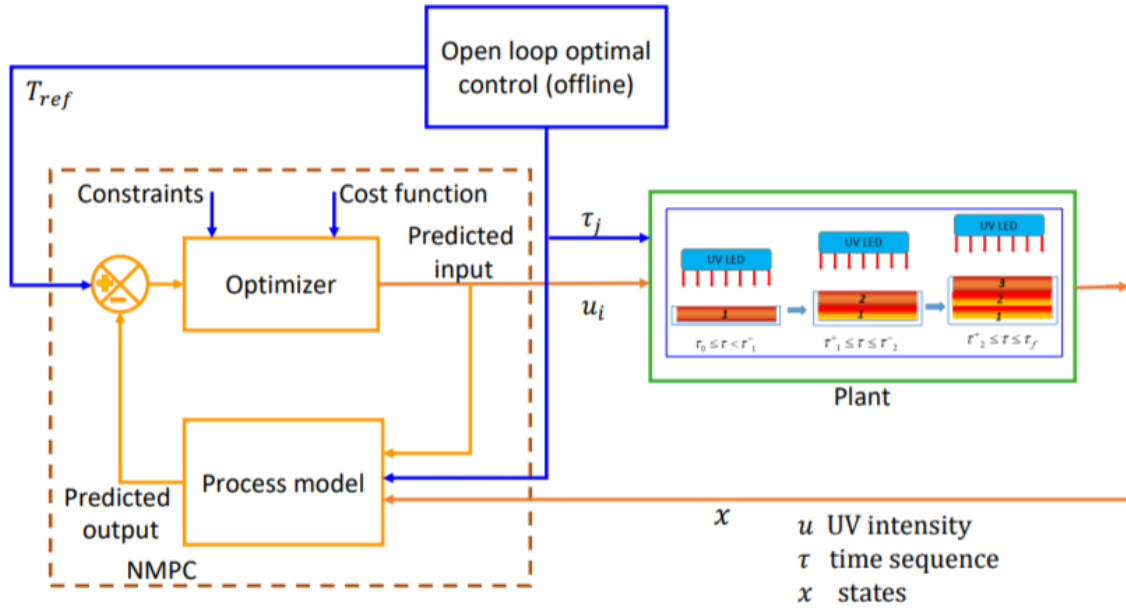 Open loop optimal
control (offline)
T_ref
Constraints
Cost function
Predicted
input
Optimizer
τ_j
u_i
UV LED
UV LED
UV LED
1
2
1
3
2
1
τ_0 ≤ τ < τ^-_1
τ^+_1 ≤ τ ≤ τ^-_2
τ^+_2 ≤ τ ≤ τ_f
Plant
Process model
Predicted
output
NMPC
x
u UV intensity
τ time sequence
x states